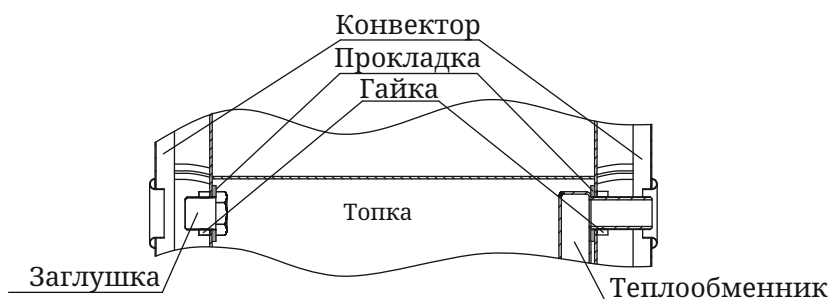 Конвектор
Прокладка
Гайка
Топка
Заглушка
Теплообменник